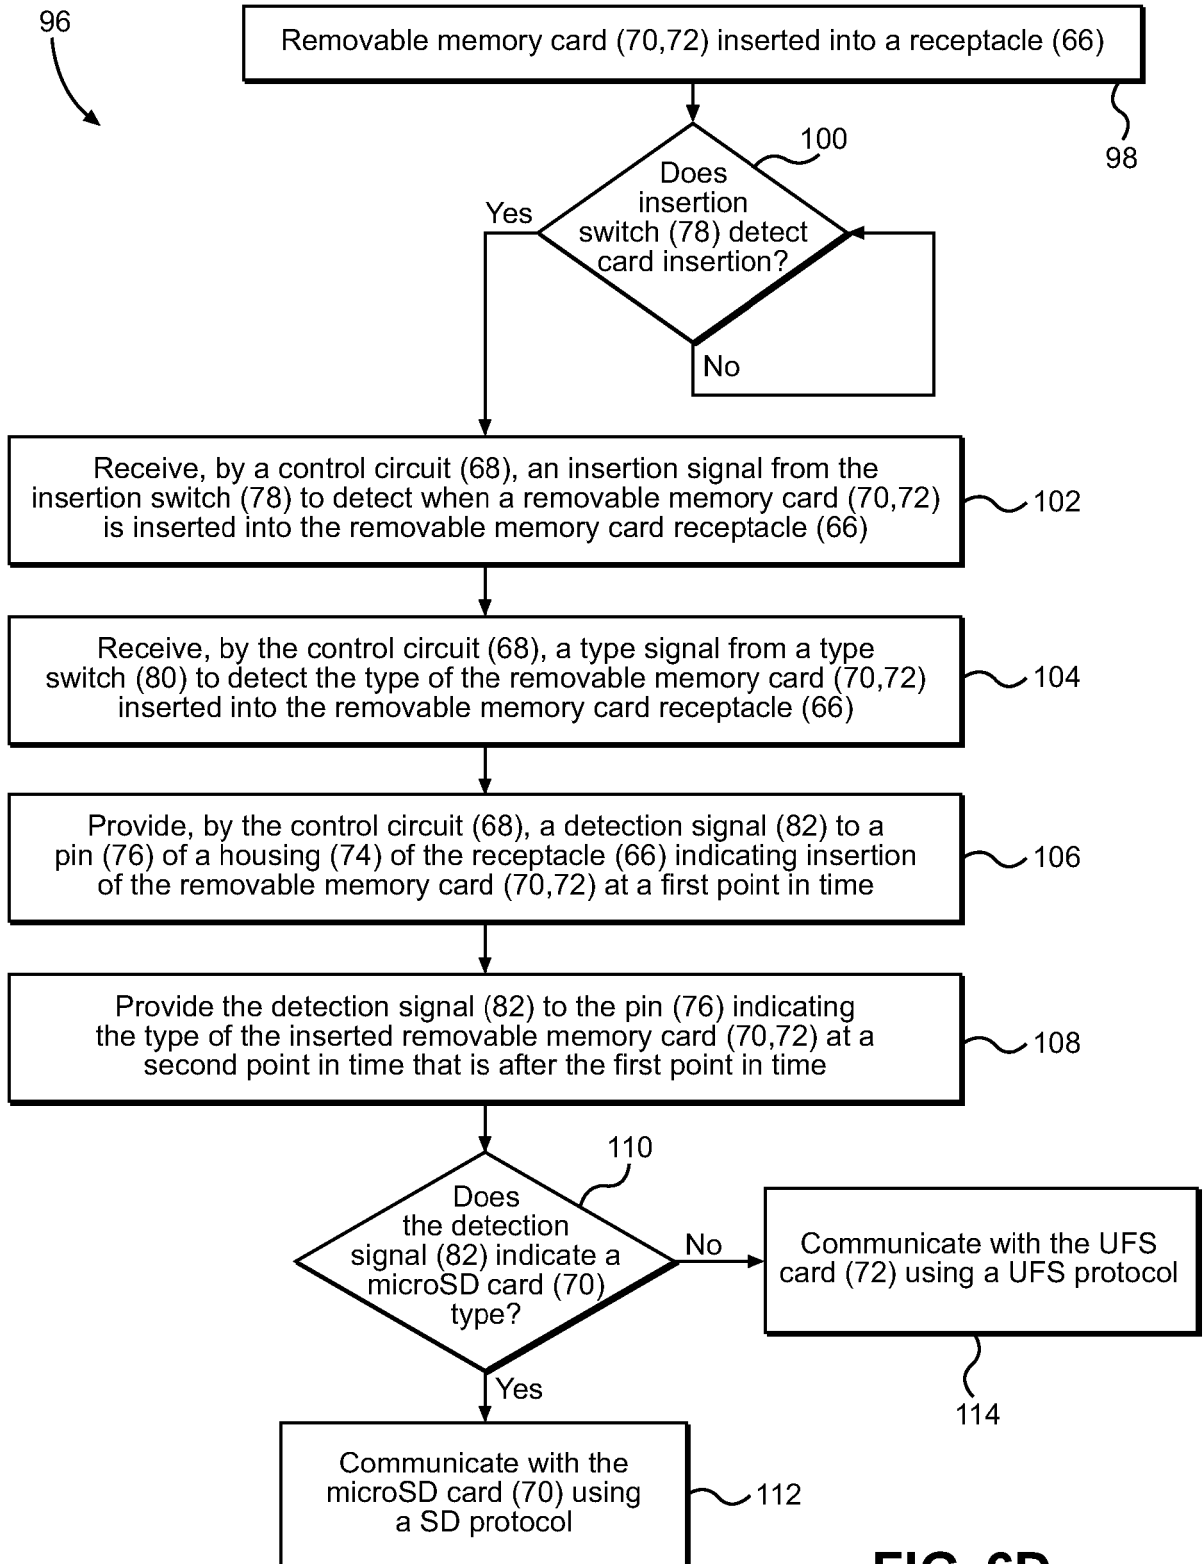 96
Removable memory card (70,72) inserted into a receptacle (66)
98
100
Does
insertion
switch (78) detect
card insertion?
Yes
No
Receive, by a control circuit (68), an insertion signal from the
insertion switch (78) to detect when a removable memory card (70,72)
is inserted into the removable memory card receptacle (66)
102
Receive, by the control circuit (68), a type signal from a type
switch (80) to detect the type of the removable memory card (70,72)
inserted into the removable memory card receptacle (66)
104
Provide, by the control circuit (68), a detection signal (82) to a
pin (76) of a housing (74) of the receptacle (66) indicating insertion
of the removable memory card (70,72) at a first point in time
106
Provide the detection signal (82) to the pin (76) indicating
the type of the inserted removable memory card (70,72) at a
second point in time that is after the first point in time
108
110
Does
the detection
signal (82) indicate a
microSD card (70)
type?
No
Communicate with the UFS
card (72) using a UFS protocol
114
Yes
Communicate with the
microSD card (70) using
a SD protocol
112